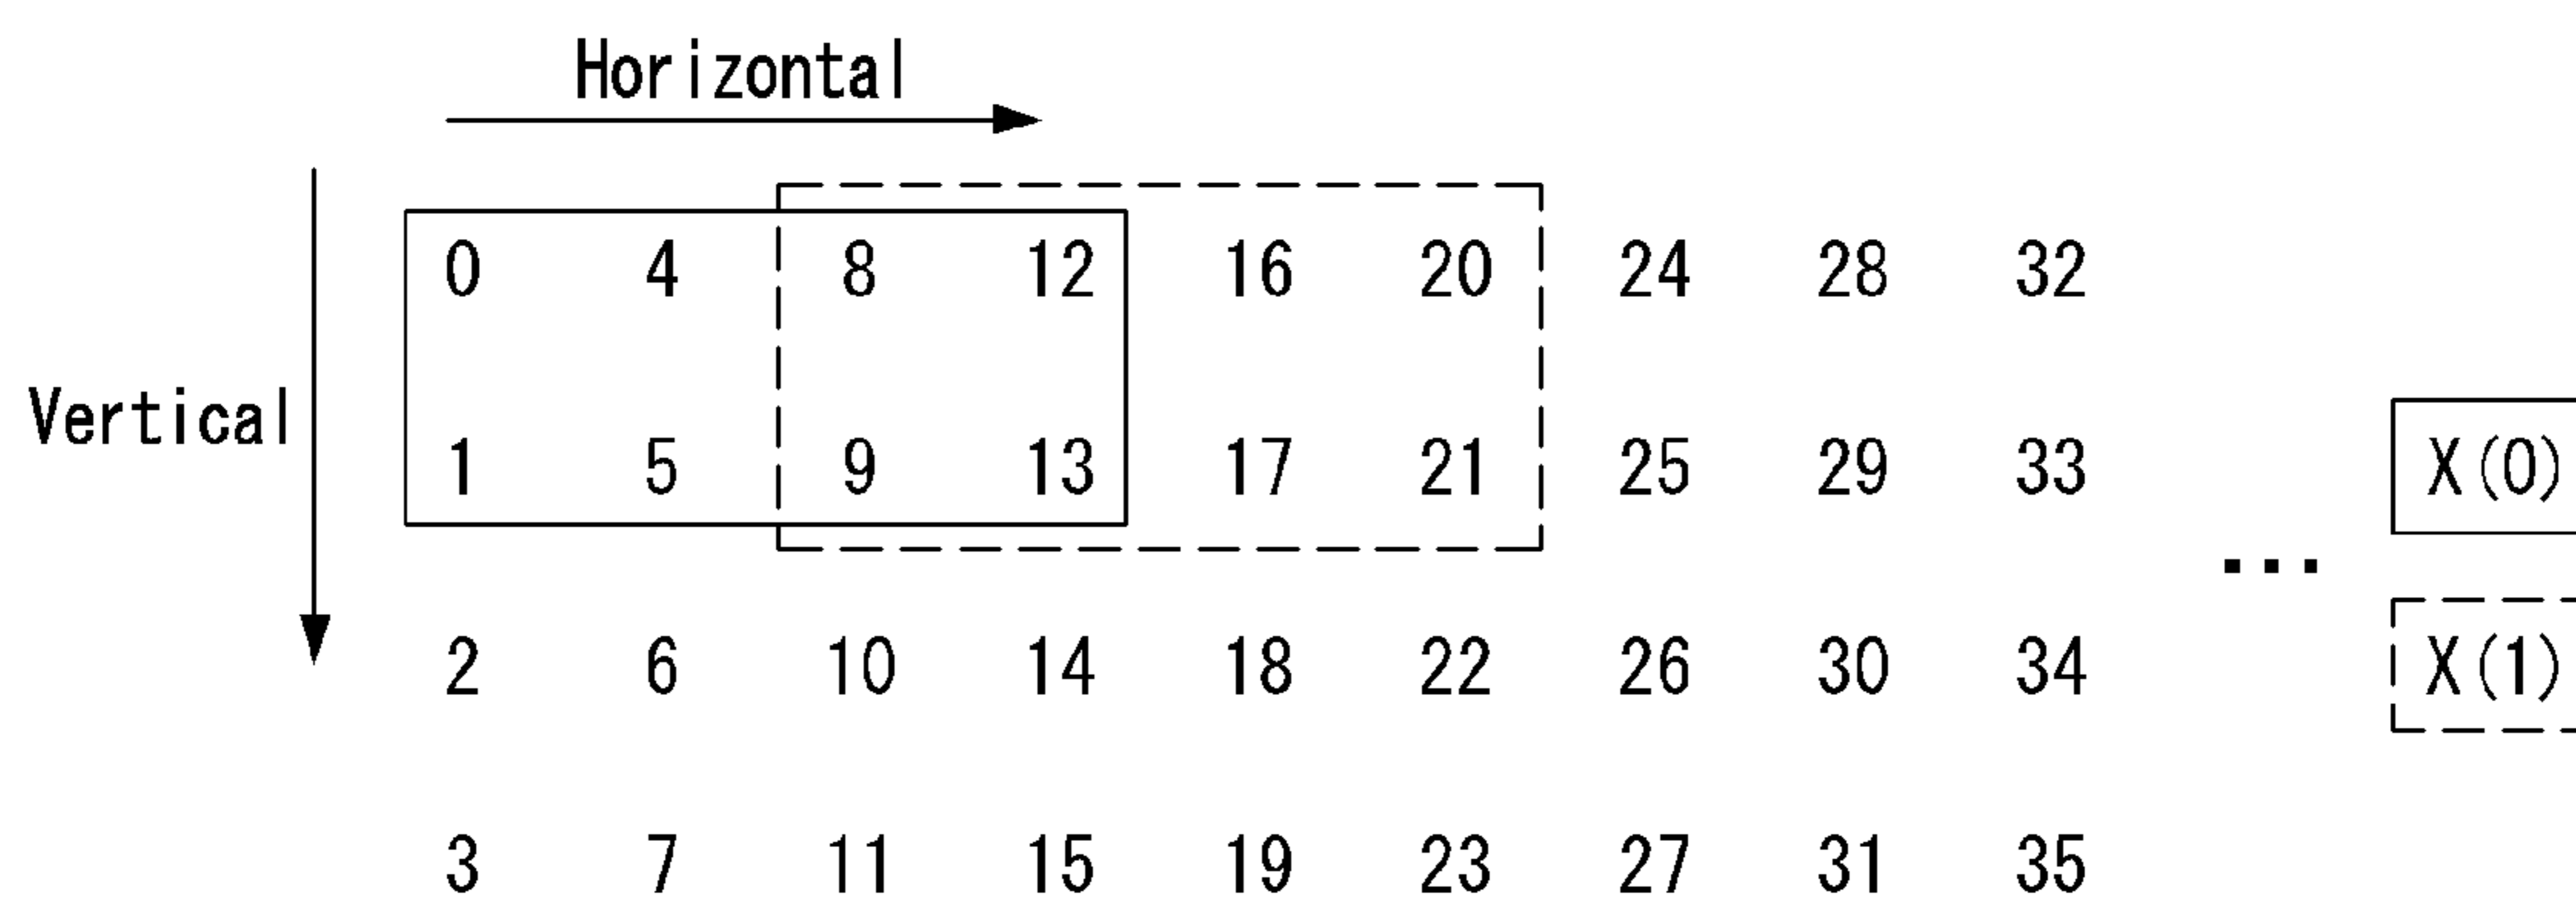 Horizontal
0 4 8 12 16 20 24 28 32
Vertical
1 5 9 13 17 21 25 29 33
X(0)
...
2 6 10 14 18 22 26 30 34
X(1)
3 7 11 15 19 23 27 31 35